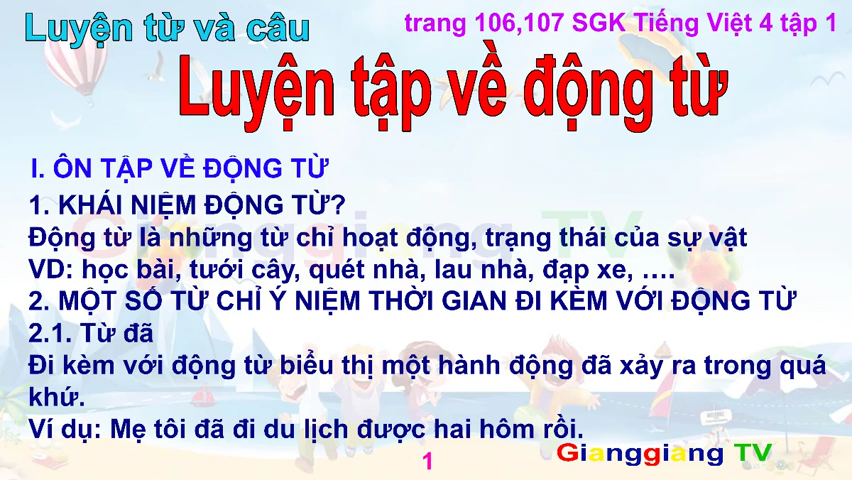 Luyện từ và câu
trang 106,107 SGK Tiếng Việt 4 tập 1
Luyện tập về động từ
I. ÔN TẬP VỀ ĐỘNG TỪ
1. KHÁI NIỆM ĐỘNG TỪ?
Động từ là những từ chỉ hoạt động, trạng thái của sự vật
VD: học bài, tưới cây, quét nhà, lau nhà, đạp xe, ….
2. MỘT SỐ TỪ CHỈ Ý NIỆM THỜI GIAN ĐI KÈM VỚI ĐỘNG TỪ
2.1. Từ đã
Đi kèm với động từ biểu thị một hành động đã xảy ra trong quá
khứ.
Ví dụ: Mẹ tôi đã đi du lịch được hai hôm rồi.
Gianggiang TV
1
Gianggiang TV